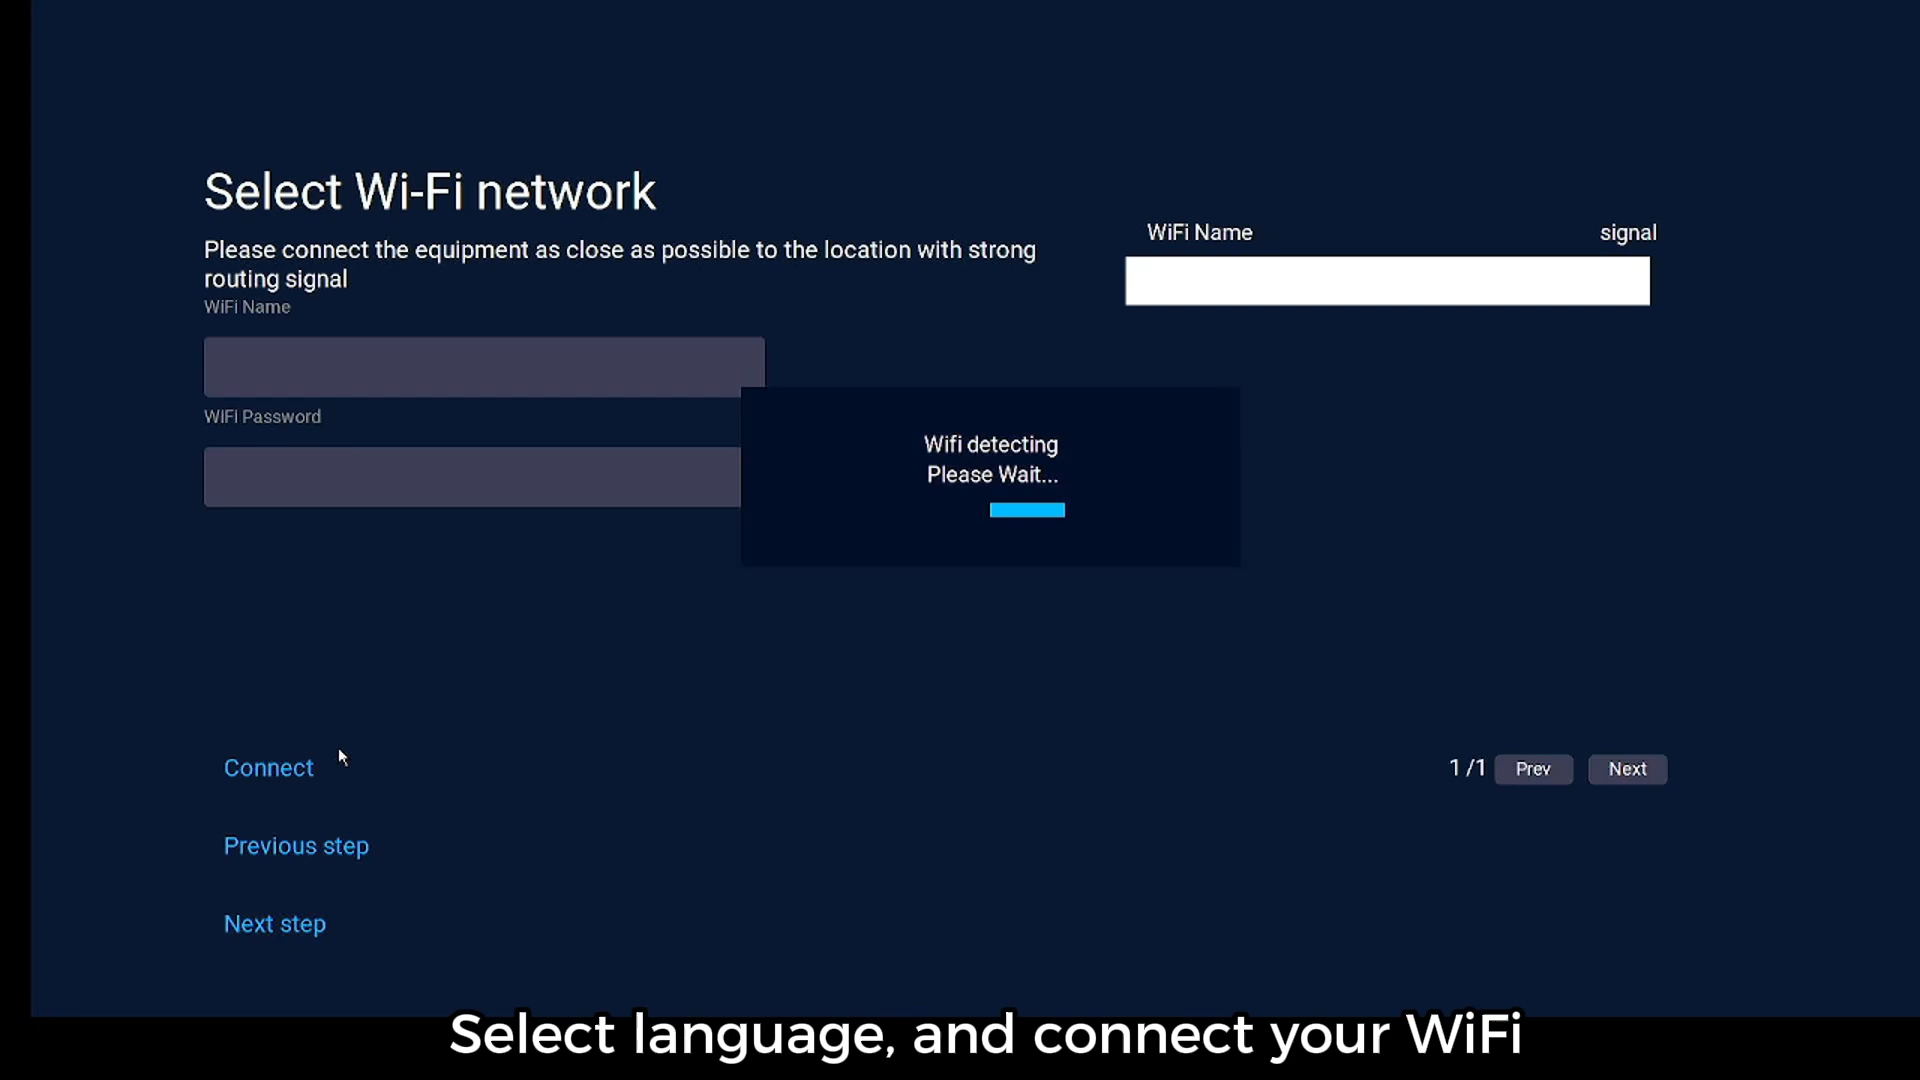 Select Wi-Fi network
Please connect the equipment as close as possible to the location with strong
routing signal
WiFi Name
WIFI Password
WiFi Name signal
Wifi detecting
Please Wait...
Connect
Previous step
Next step
1 /1 Prev Next
Select language, and connect your WiFi